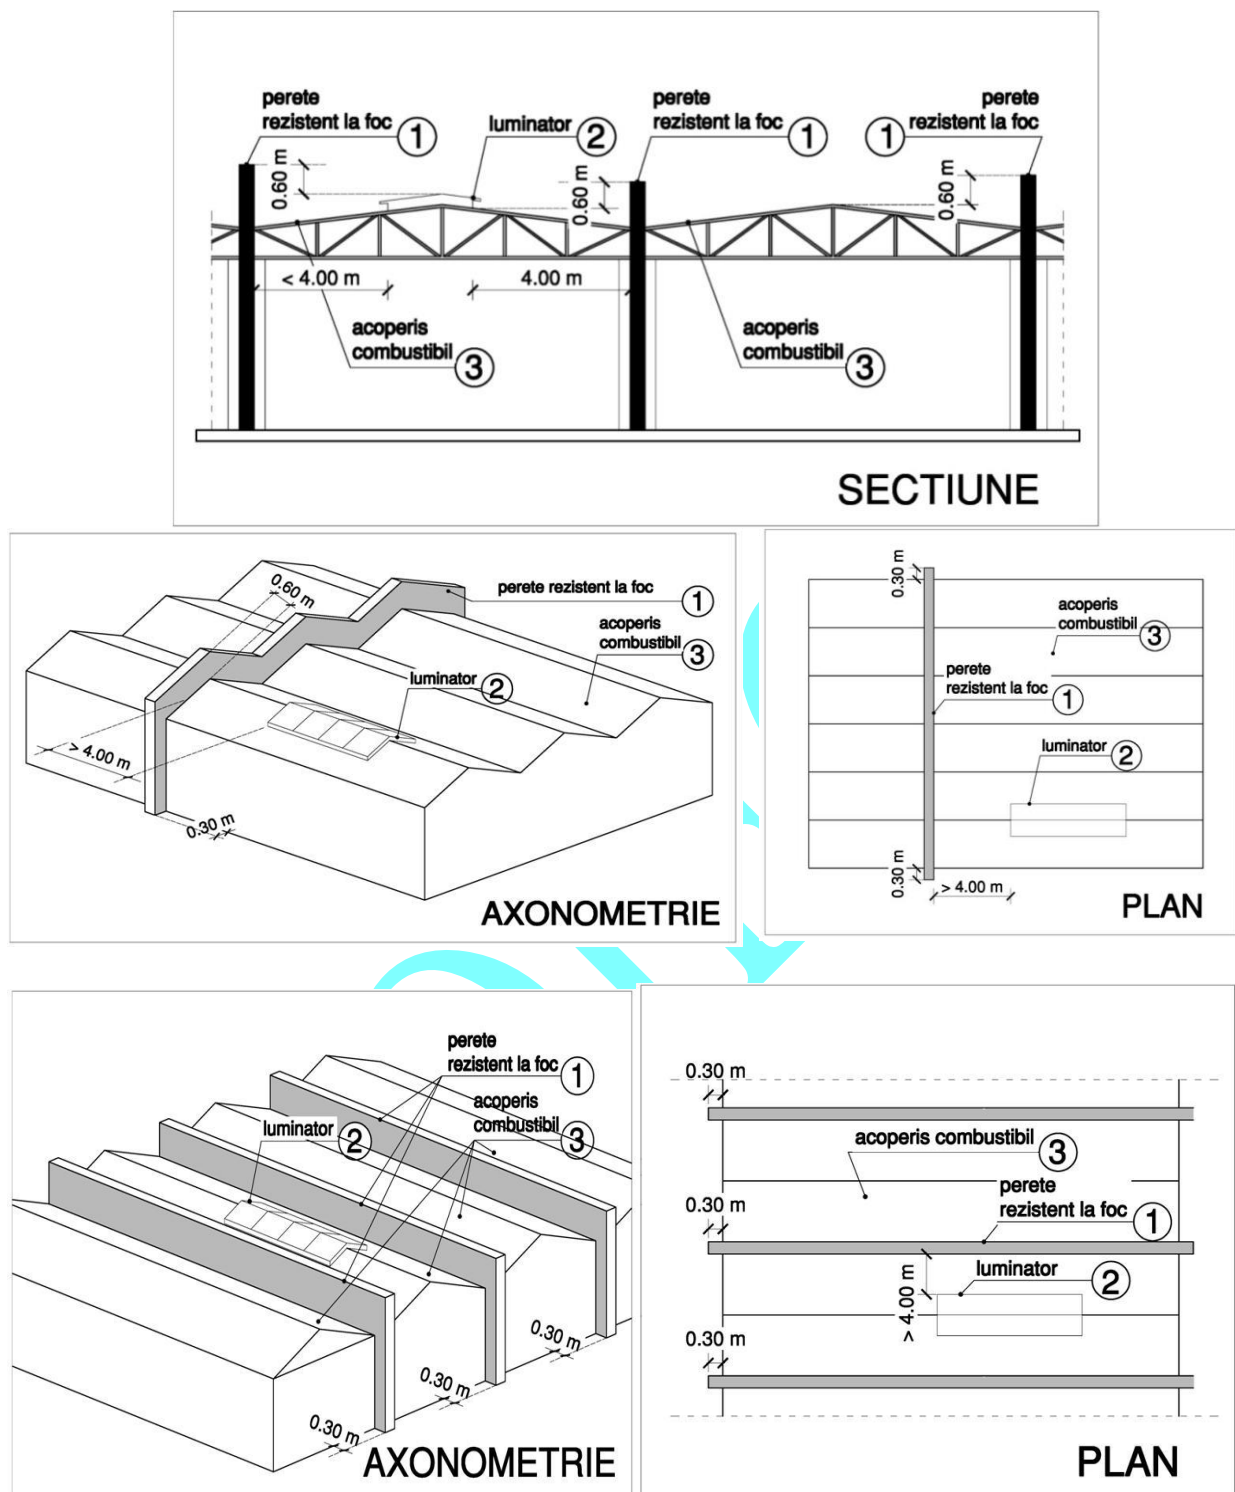 perete
rezistent la foc 1
luminator 2
perete
rezistent la foc 1
perete
1 rezistent la foc
0.60 m
0.60 m
0.60 m
< 4.00 m
4.00 m
acoperis
combustibil 3
acoperis
combustibil 3
SECTIUNE
0.60 m
perete rezistent la foc 1
acoperis
combustibil 3
luminator 2
> 4.00 m
0.30 m
AXONOMETRIE
0.30 m
acoperis
combustibil 3
perete
rezistent la foc 1
luminator 2
0.30 m
> 4.00 m
PLAN
perete
rezistent la foc 1
acoperis
combustibil 3
luminator 2
0.30 m
0.30 m
0.30 m
AXONOMETRIE
0.30 m
acoperis combustibil 3
0.30 m
perete
rezistent la foc 1
luminator 2
> 4.00 m
0.30 m
PLAN